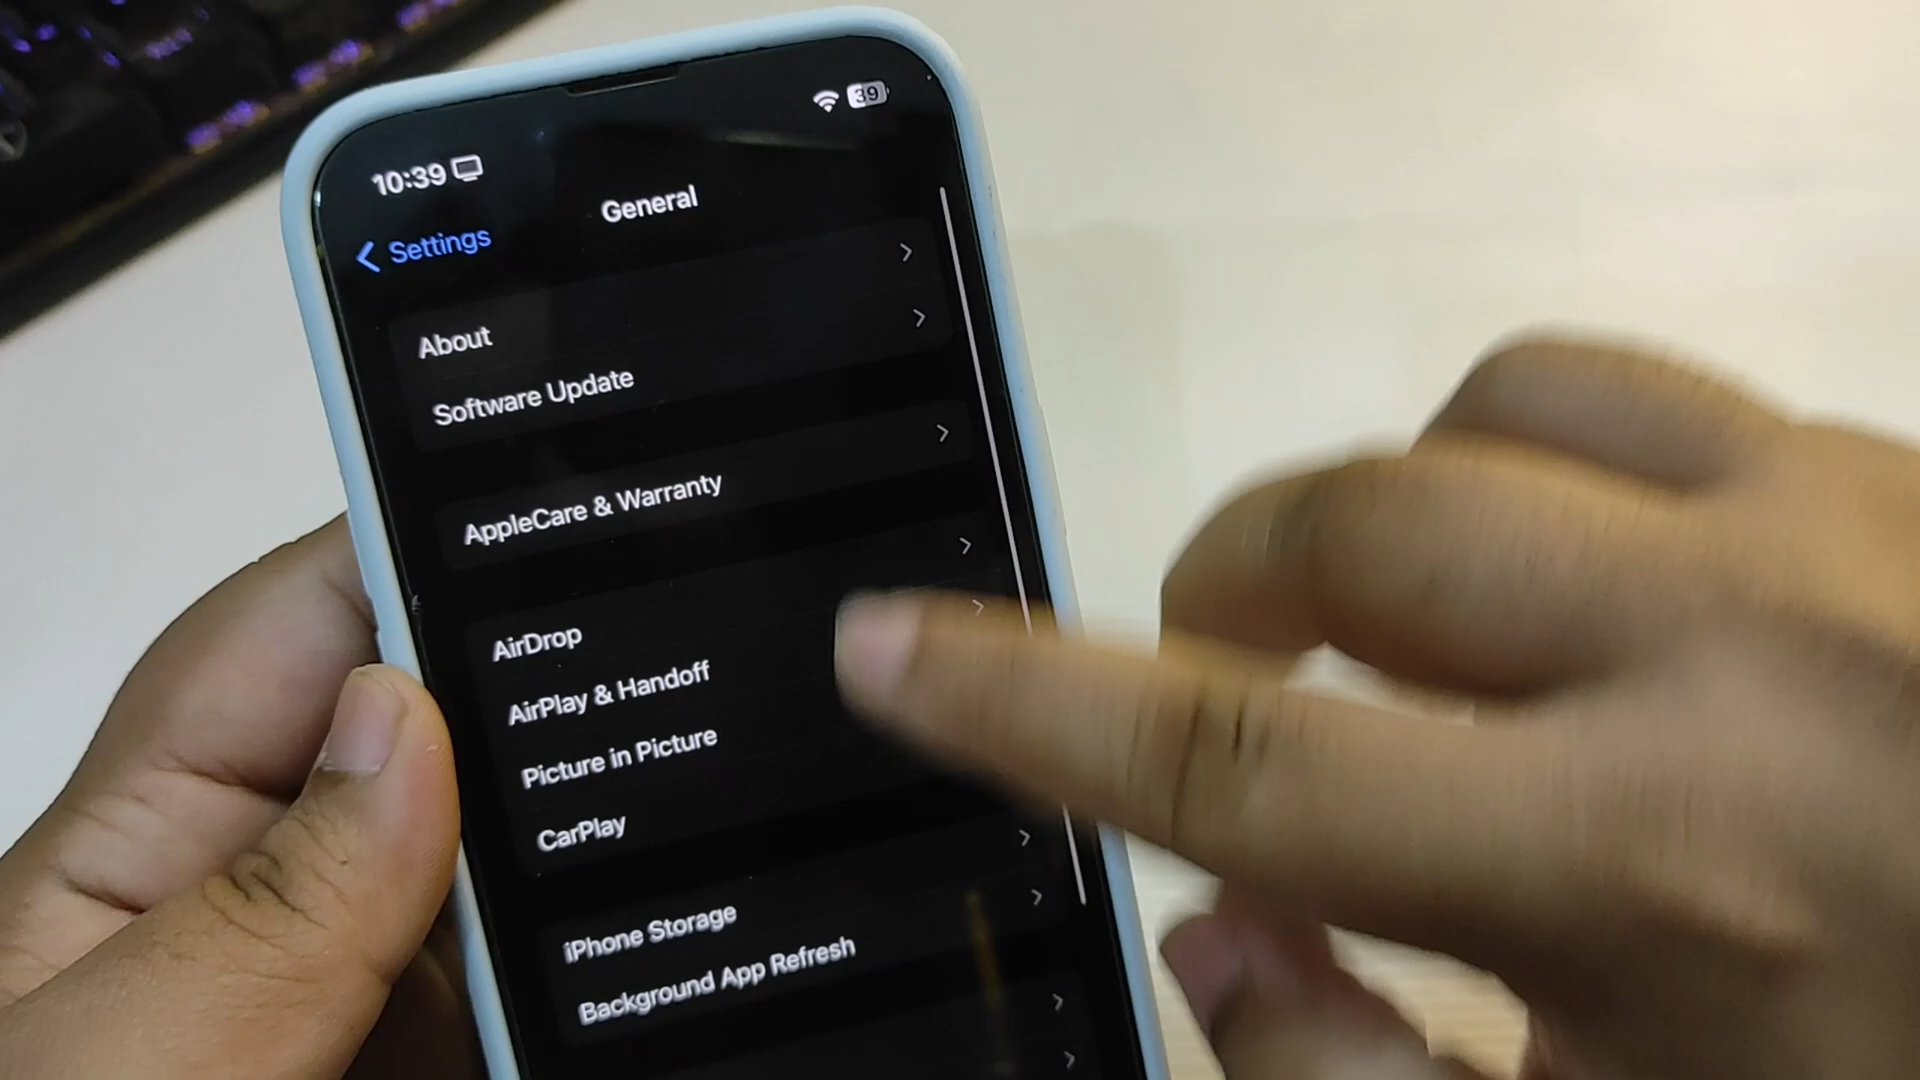 10:39
39
General
Settings
About
Software Update
AppleCare & Warranty
AirDrop
AirPlay & Handoff
Picture in Picture
CarPlay
iPhone Storage
Background App Refresh